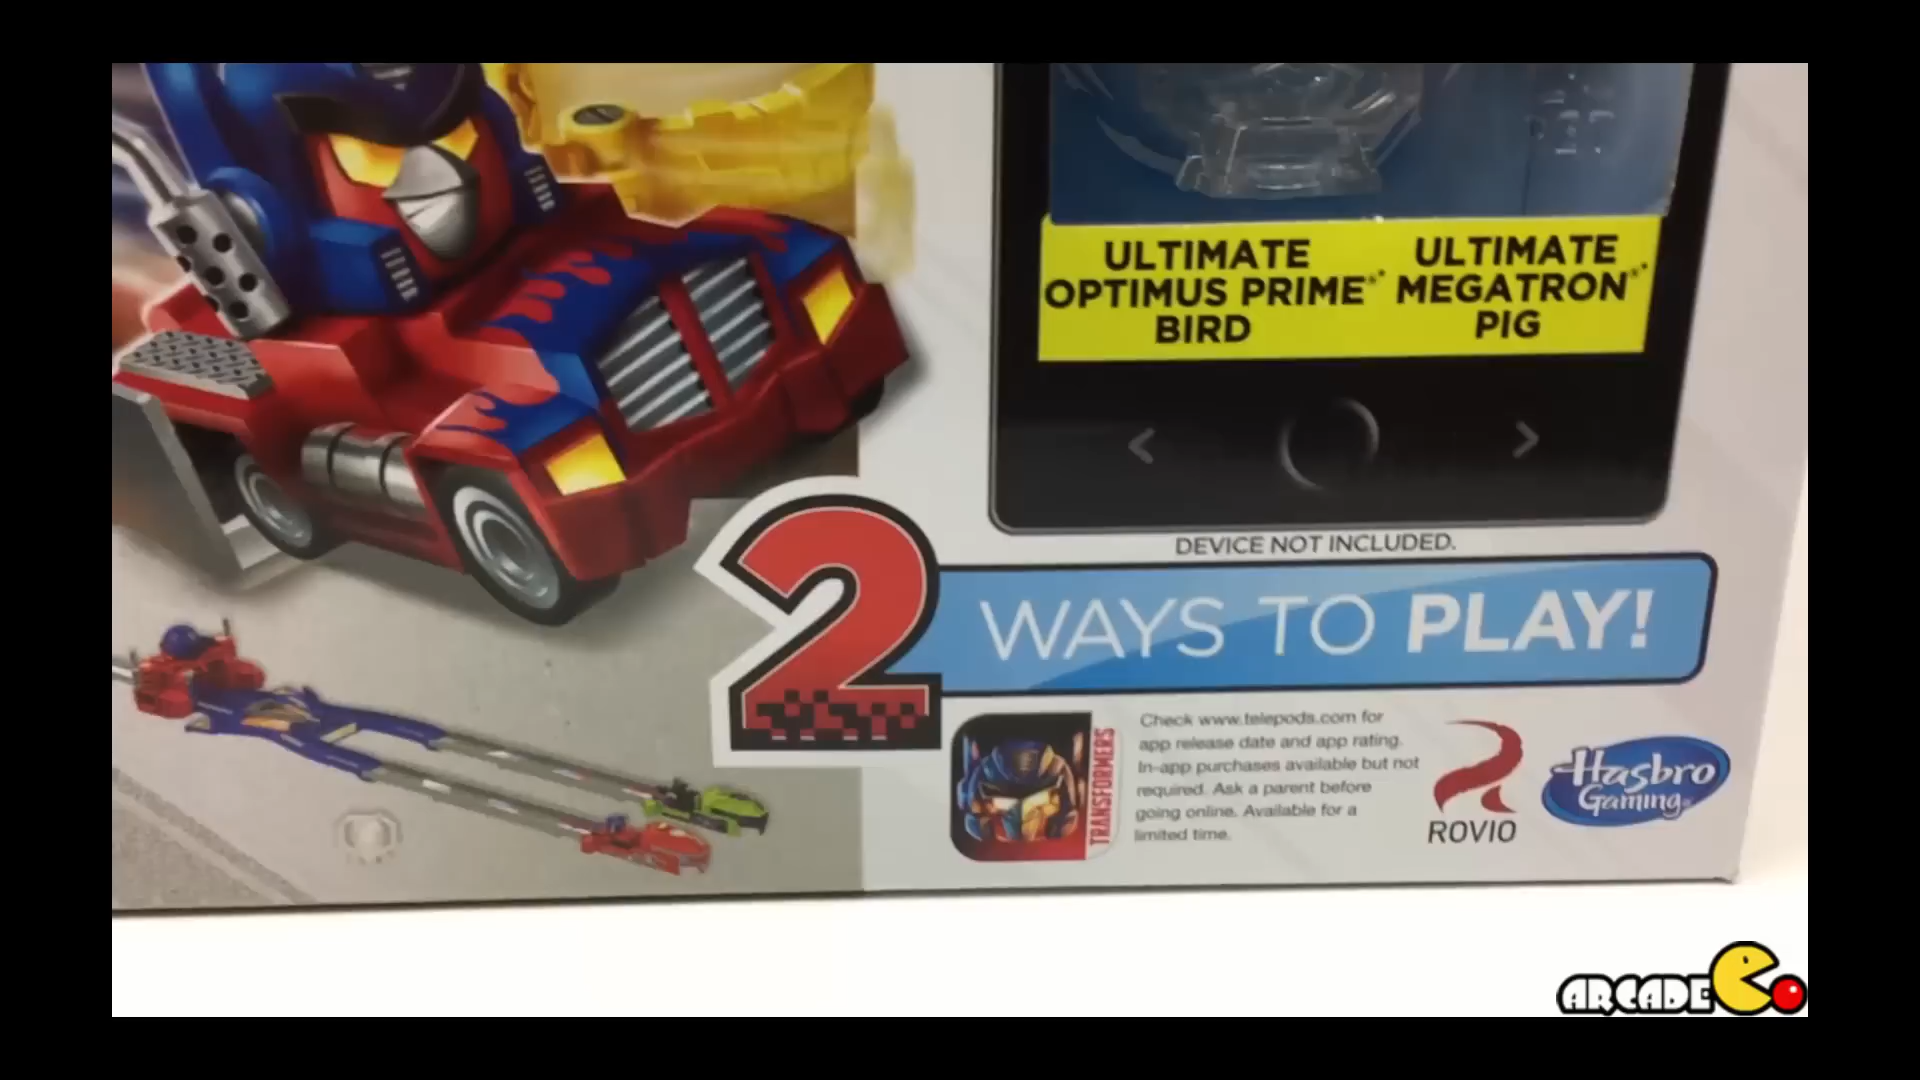 ULTIMATE
OPTIMUS PRIME®*
BIRD
ULTIMATE
MEGATRON®*
PIG
DEVICE NOT INCLUDED.
2 WAYS TO PLAY!
TRANSFORMERS
Check www.telepods.com for
app release date and app rating.
In-app purchases available but not
required. Ask a parent before
going online. Available for a
limited time.
ROVIO
Hasbro
Gaming
ARCADE GO